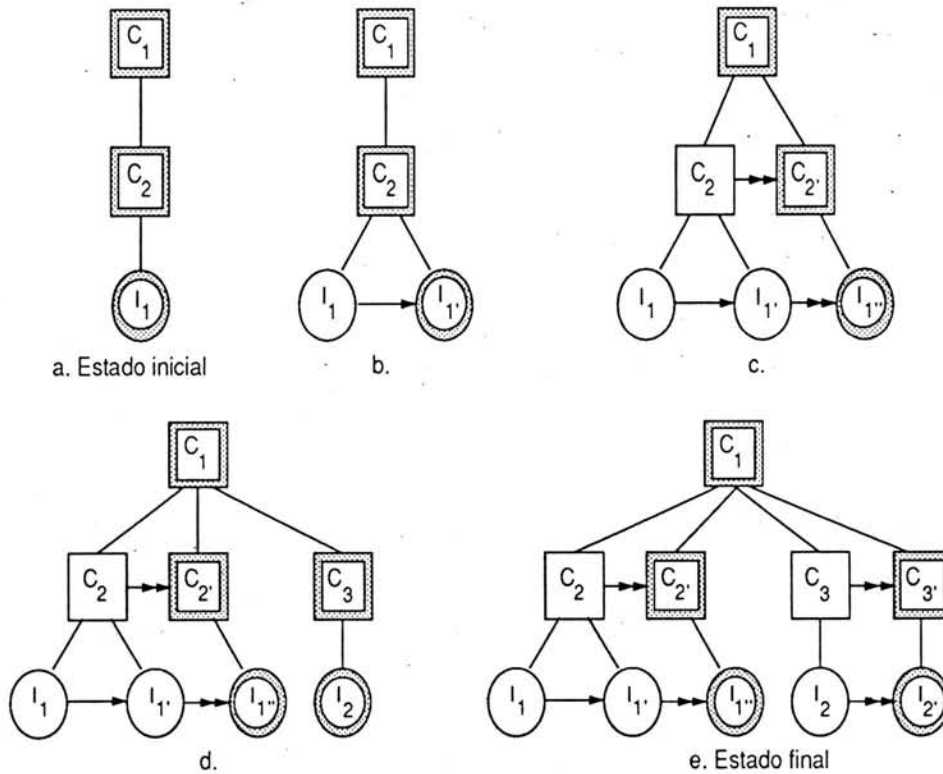 C1 C1 C1
C2 C2 C2 C2'
I1 I1 I1' I1 I1' I1''
a. Estado inicial b. c.
C1 C1
C2 C2' C3 C2 C2' C3 C3'
I1 I1' I1'' I2 I1 I1' I1'' I2 I2'
d. e. Estado final